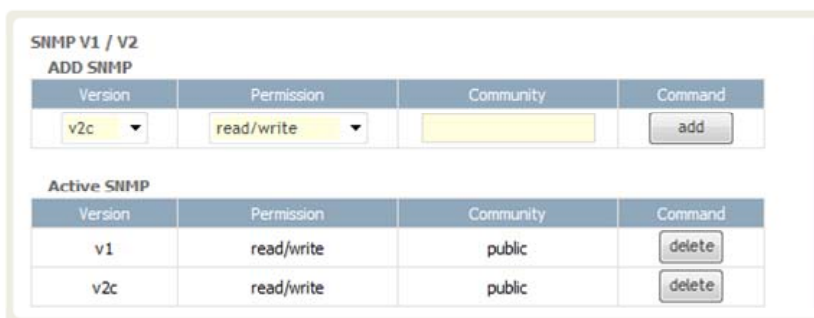 SNMP V1 / V2
ADD SNMP
Version Permission Community Command
v2c read/write add
Active SNMP
Version Permission Community Command
v1 read/write public delete
v2c read/write public delete